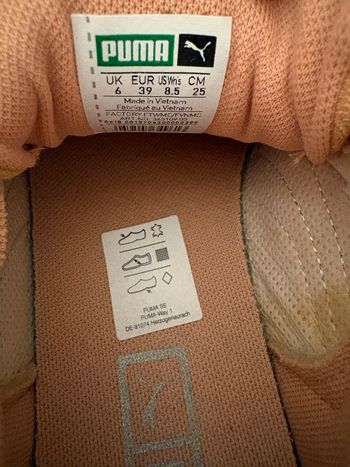 PUMA
UK EUR US Wn's CM
6 39 8.5 25
Made in Vietnam
Fabriqué au Vietnam
PUMA SE
PUMA-Way 1
DE-91074 Herzogenaurach